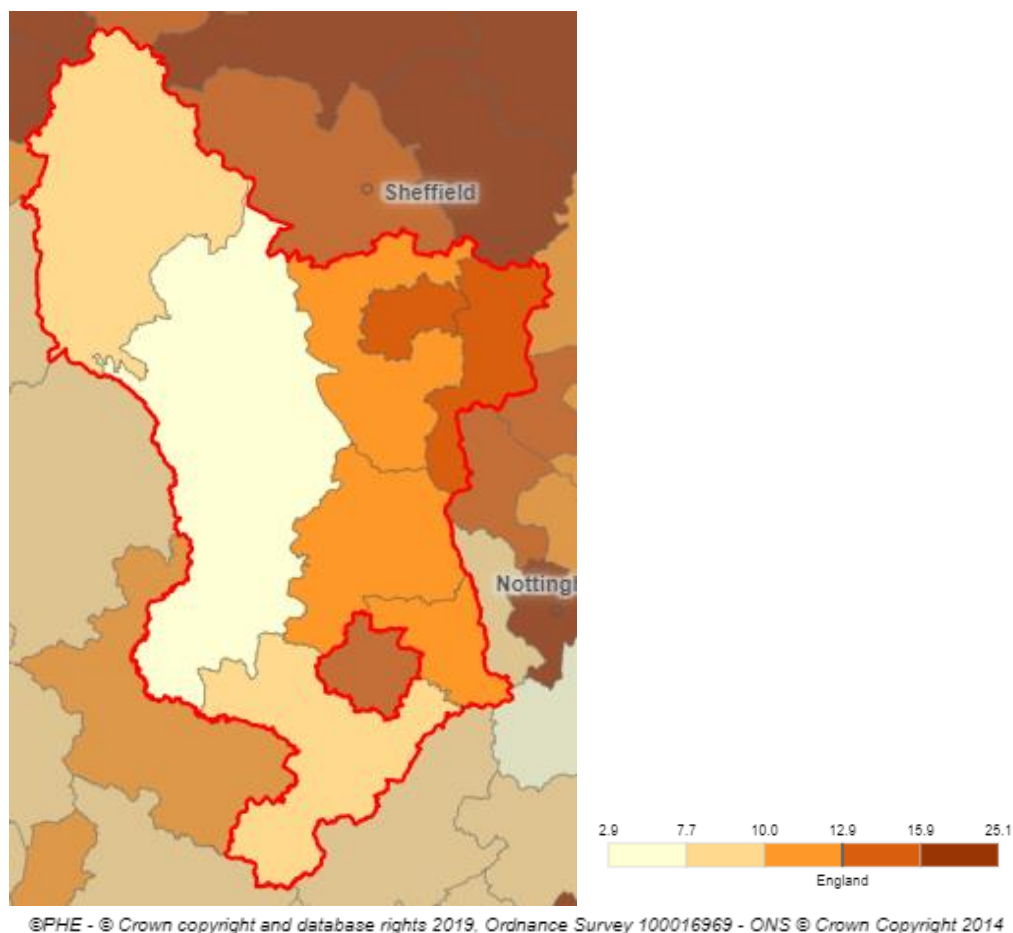 Sheffield
Nottingh
2.9 7.7 10.0 12.9 15.9 25.1
England
©PHE - © Crown copyright and database rights 2019, Ordnance Survey 100016969 - ONS © Crown Copyright 2014